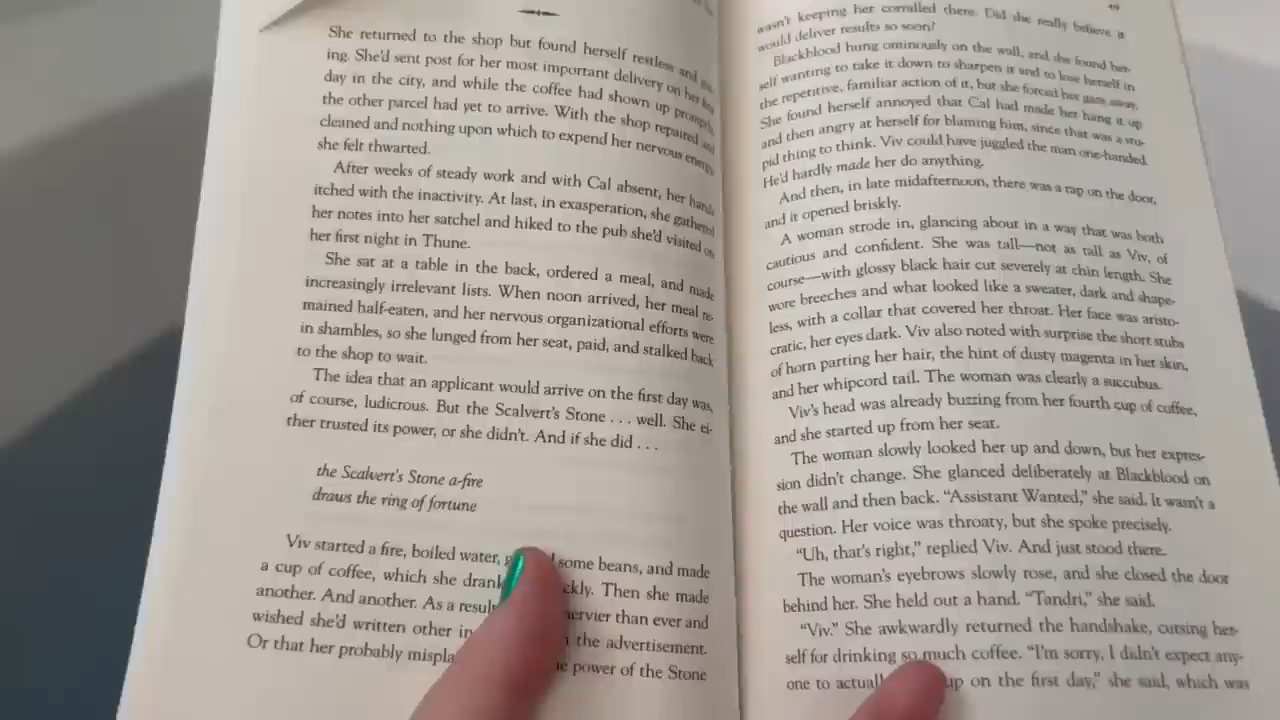 She returned to the shop but found herself restless and
ing. She'd sent post for her most important delivery on her first
day in the city, and while the coffee had shown up promptly,
the other parcel had yet to arrive. With the shop repaired and
cleaned and nothing upon which to expend her nervous energy
she felt thwarted.
After weeks of steady work and with Cal absent, her hands
itched with the inactivity. At last, in exasperation, she gathered
her notes into her satchel and hiked to the pub she'd visited on
her first night in Thune.
She sat at a table in the back, ordered a meal, and made
increasingly irrelevant lists. When noon arrived, her meal re-
mained half-eaten, and her nervous organizational efforts were
in shambles, so she lunged from her seat, paid, and stalked back
to the shop to wait.
The idea that an applicant would arrive on the first day was,
of course, ludicrous. But the Scalvert's Stone . . . well. She ei-
ther trusted its power, or she didn't. And if she did . . .
the Scalvert's Stone a-fire
draws the ring of fortune
Viv started a fire, boiled water, some beans, and made
a cup of coffee, which she drank Then she made
another. And another. As a result nervier than ever and
wished she'd written other in the advertisement.
Or that her probably power of the Stone
49
wasn't keeping her corralled there. Did she really believe it
would deliver results so soon?
Blackblood hung ominously on the wall, and she found her-
self wanting to take it down to sharpen it and to lose herself in
the repetitive, familiar action of it, but she forced her gaze away.
She found herself annoyed that Cal had made her hang it up
and then angry at herself for blaming him, since that was a stu-
pid thing to think. Viv could have juggled the man one-handed.
He'd hardly made her do anything.
And then, in late midafternoon, there was a rap on the door,
and it opened briskly.
A woman strode in, glancing about in a way that was both
cautious and confident. She was tall—not as tall as Viv, of
course—with glossy black hair cut severely at chin length. She
wore breeches and what looked like a sweater, dark and shape-
less, with a collar that covered her throat. Her face was aristo-
cratic, her eyes dark. Viv also noted with surprise the short stubs
of horn parting her hair, the hint of dusty magenta in her skin,
and her whipcord tail. The woman was clearly a succubus.
Viv's head was already buzzing from her fourth cup of coffee,
and she started up from her seat.
The woman slowly looked her up and down, but her expres-
sion didn't change. She glanced deliberately at Blackblood on
the wall and then back. “Assistant Wanted,” she said. It wasn't a
question. Her voice was throaty, but she spoke precisely.
“Uh, that's right,” replied Viv. And just stood there.
The woman's eyebrows slowly rose, and she closed the door
behind her. She held out a hand. “Tandri,” she said.
“Viv.” She awkwardly returned the handshake, cursing her-
self for drinking so much coffee. “I'm sorry, I didn't expect any-
one to up on the first day,” she said, which was